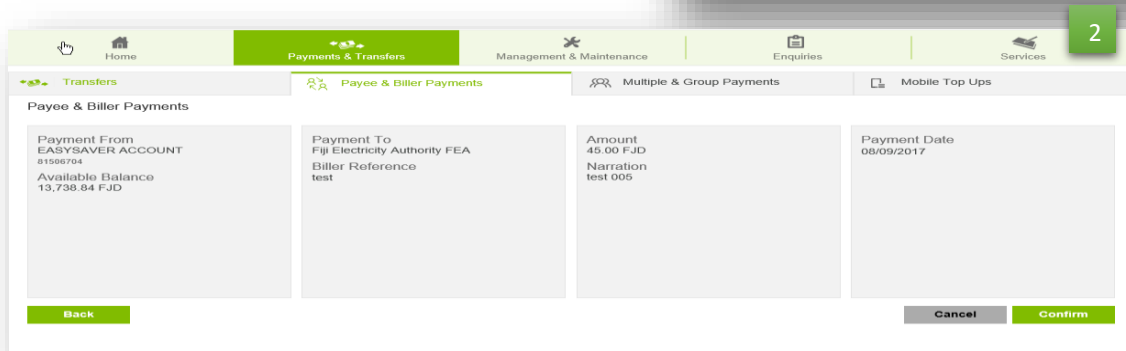 2
Home
Payments & Transfers
Management & Maintenance
Enquiries
Services
Transfers
Payee & Biller Payments
Multiple & Group Payments
Mobile Top Ups
Payee & Biller Payments
Payment From
EASYSAVER ACCOUNT
81506704
Available Balance
13,738.84 FJD
Payment To
Fiji Electricity Authority FEA
Biller Reference
test
Amount
45.00 FJD
Narration
test 005
Payment Date
08/09/2017
Back
Cancel
Confirm